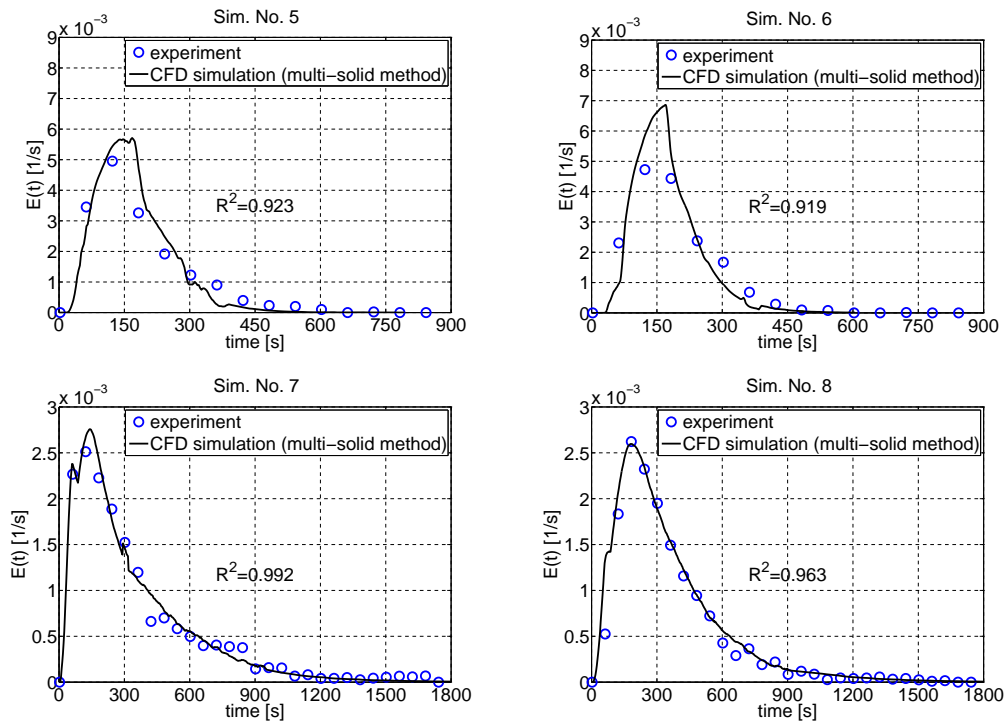 Sim. No. 5
x 10⁻³
9
8
7
6
5
4
3
2
1
0
E(t) [1/s]
experiment
CFD simulation (multi−solid method)
R²=0.923
0 150 300 450 600 750 900
time [s]
Sim. No. 6
x 10⁻³
9
8
7
6
5
4
3
2
1
0
E(t) [1/s]
experiment
CFD simulation (multi−solid method)
R²=0.919
0 150 300 450 600 750 900
time [s]
Sim. No. 7
x 10⁻³
3
2.5
2
1.5
1
0.5
0
E(t) [1/s]
experiment
CFD simulation (multi−solid method)
R²=0.992
0 300 600 900 1200 1500 1800
time [s]
Sim. No. 8
x 10⁻³
3
2.5
2
1.5
1
0.5
0
E(t) [1/s]
experiment
CFD simulation (multi−solid method)
R²=0.963
0 300 600 900 1200 1500 1800
time [s]